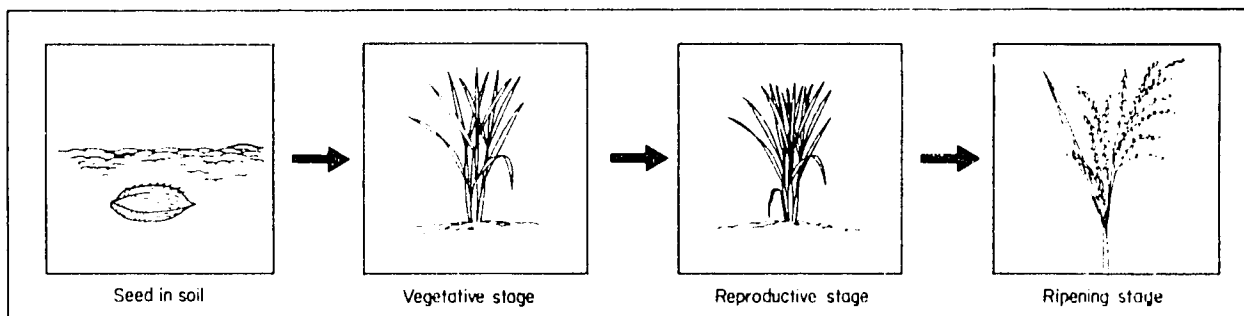 Seed in soil
Vegetative stage
Reproductive stage
Ripening stage